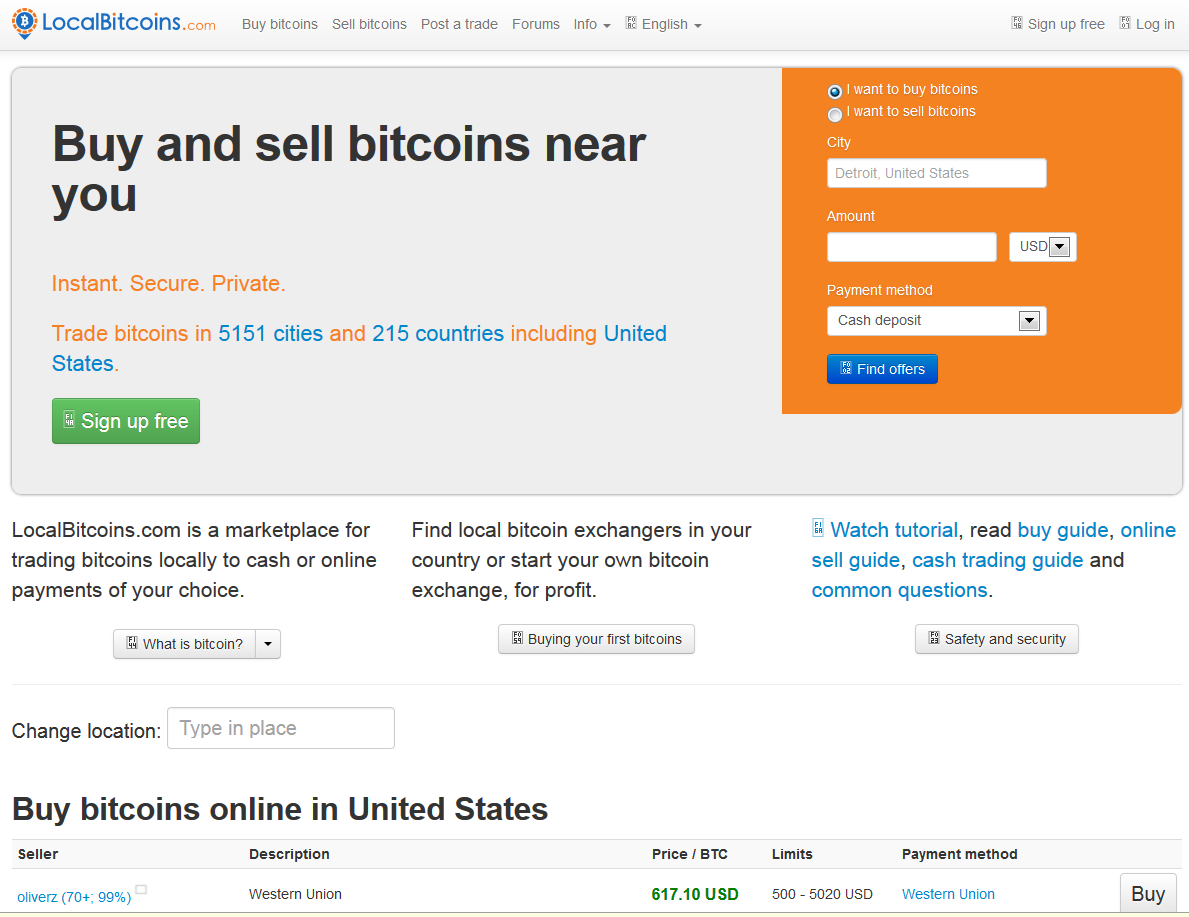 LocalBitcoins.com Buy bitcoins Sell bitcoins Post a trade Forums Info English Sign up free Log in
Buy and sell bitcoins near
you
Instant. Secure. Private.
Trade bitcoins in 5151 cities and 215 countries including United
States.
Sign up free
I want to buy bitcoins
I want to sell bitcoins
City
Detroit, United States
Amount
USD
Payment method
Cash deposit
Find offers
LocalBitcoins.com is a marketplace for
trading bitcoins locally to cash or online
payments of your choice.
What is bitcoin?
Find local bitcoin exchangers in your
country or start your own bitcoin
exchange, for profit.
Buying your first bitcoins
Watch tutorial, read buy guide, online
sell guide, cash trading guide and
common questions.
Safety and security
Change location: Type in place
Buy bitcoins online in United States
Seller Description Price / BTC Limits Payment method
oliverz (70+; 99%) Western Union 617.10 USD 500 - 5020 USD Western Union Buy